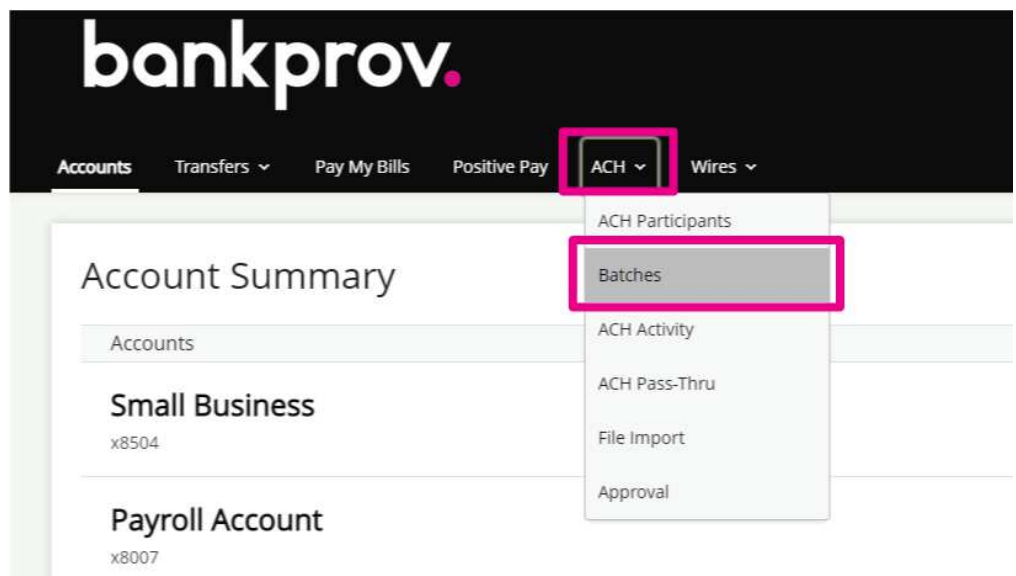 bankprov.
Accounts Transfers Pay My Bills Positive Pay ACH Wires
ACH Participants
Batches
ACH Activity
ACH Pass-Thru
File Import
Approval
Account Summary
Accounts
Small Business
x8504
Payroll Account
x8007